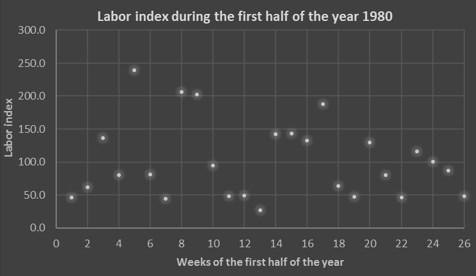 Labor index during the first half of the year 1980
300.0
250.0
200.0
150.0
100.0
50.0
0.0
Labor index
0 2 4 6 8 10 12 14 16 18 20 22 24 26
Weeks of the first half of the year